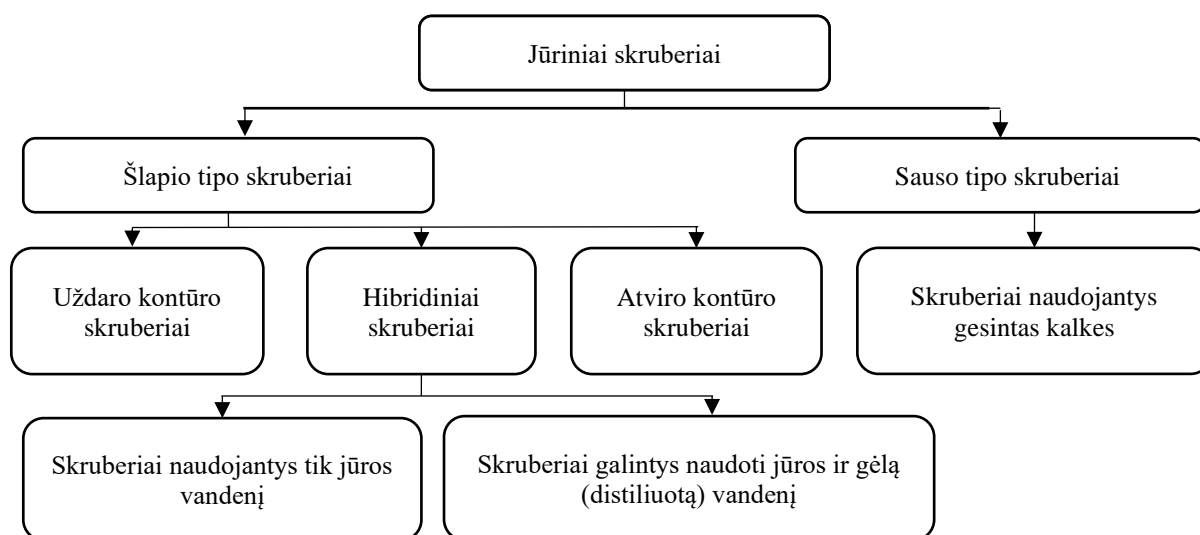 Jūriniai skruberiai
Šlapio tipo skruberiai
Sauso tipo skruberiai
Uždaro kontūro
skruberiai
Hibridiniai
skruberiai
Atviro kontūro
skruberiai
Skruberiai naudojantys
gesintas kalkes
Skruberiai naudojantys tik jūros
vandenį
Skruberiai galintys naudoti jūros ir gėlą
(distiliuotą) vandenį